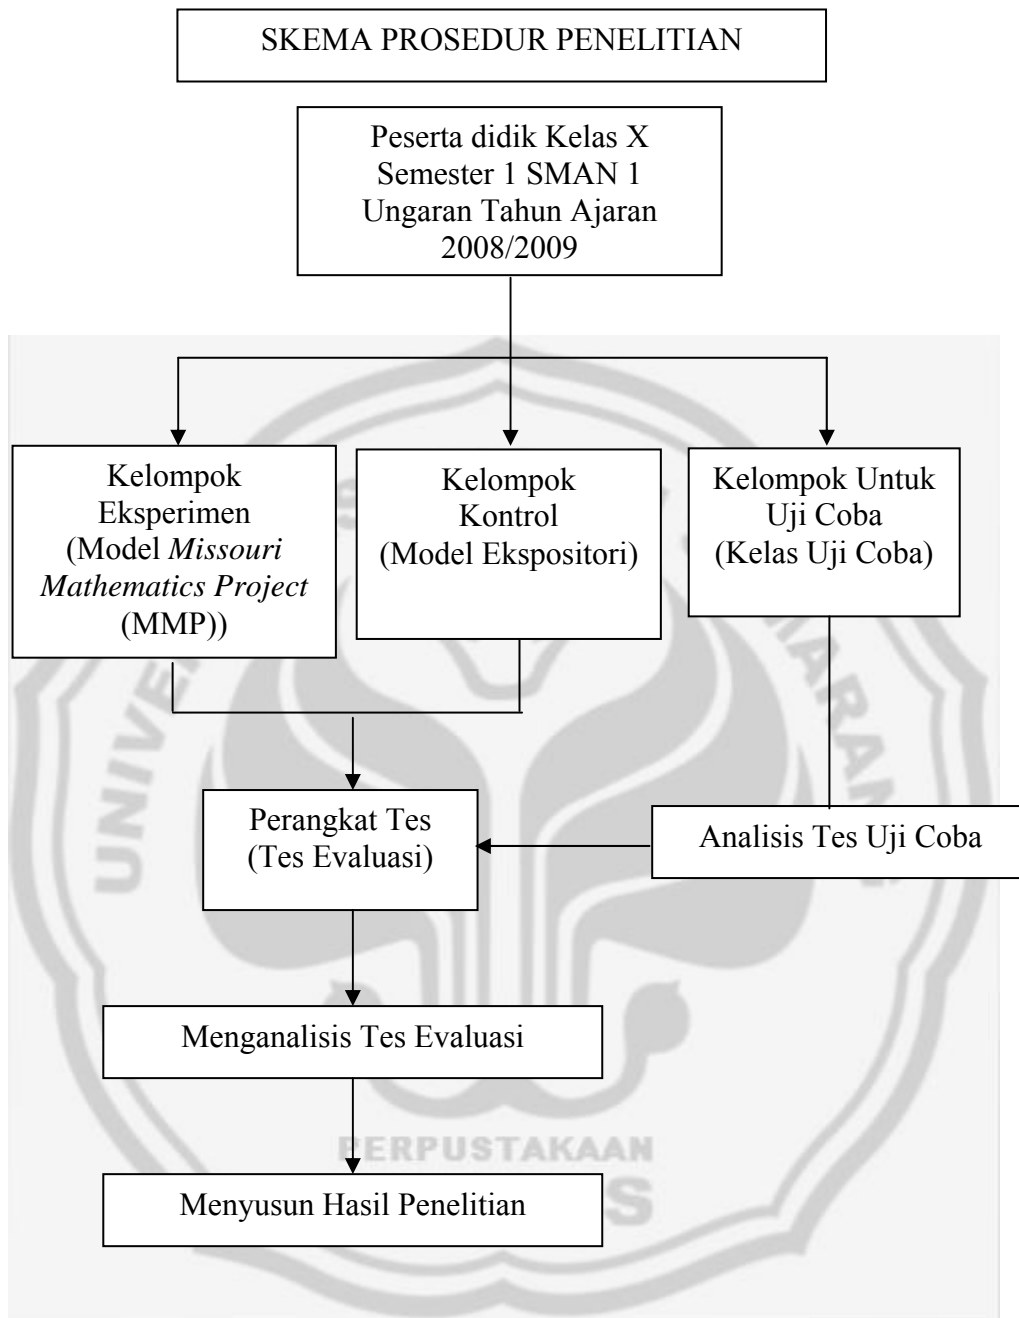 SKEMA PROSEDUR PENELITIAN
Peserta didik Kelas X
Semester 1 SMAN 1
Ungaran Tahun Ajaran
2008/2009
Kelompok
Eksperimen
(Model Missouri
Mathematics Project
(MMP))
Kelompok
Kontrol
(Model Ekspositori)
Kelompok Untuk
Uji Coba
(Kelas Uji Coba)
Perangkat Tes
(Tes Evaluasi)
Analisis Tes Uji Coba
Menganalisis Tes Evaluasi
PERPUSTAKAAN
Menyusun Hasil Penelitian